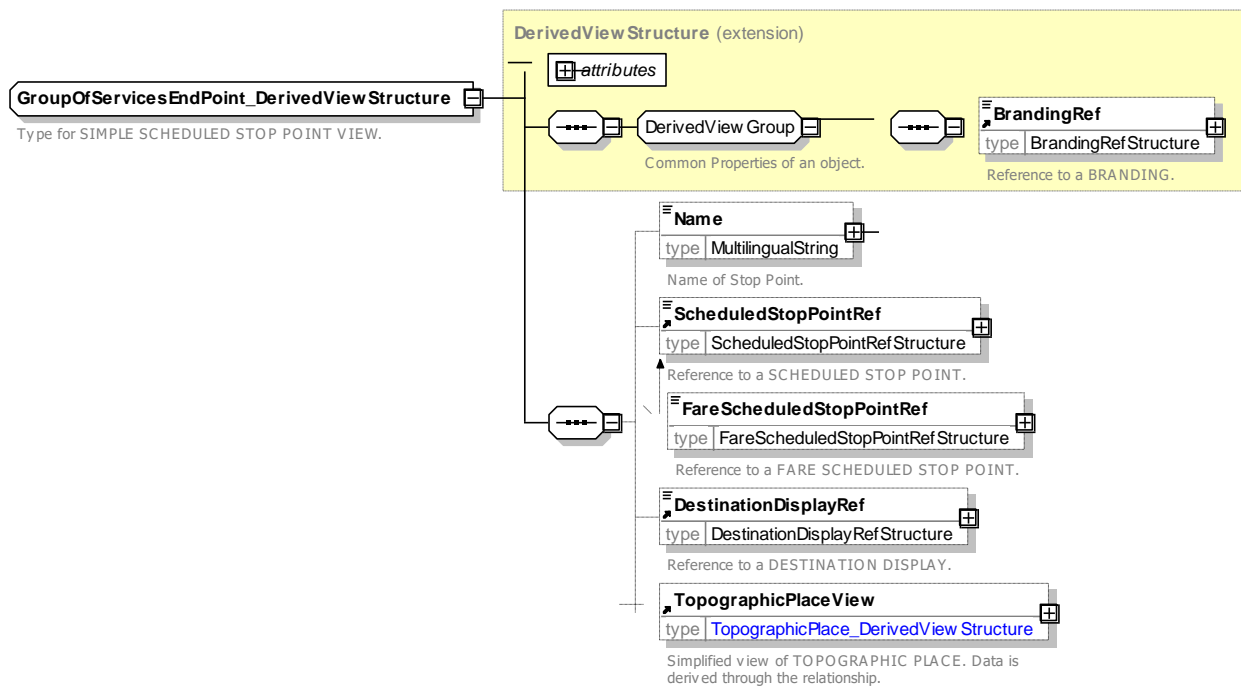 DerivedViewStructure (extension)
attributes
GroupOfServicesEndPoint_DerivedViewStructure
Type for SIMPLE SCHEDULED STOP POINT VIEW.
DerivedViewGroup
Common Properties of an object.
BrandingRef
type BrandingRefStructure
Reference to a BRANDING.
Name
type MultilingualString
Name of Stop Point.
ScheduledStopPointRef
type ScheduledStopPointRefStructure
Reference to a SCHEDULED STOP POINT.
FareScheduledStopPointRef
type FareScheduledStopPointRefStructure
Reference to a FARE SCHEDULED STOP POINT.
DestinationDisplayRef
type DestinationDisplayRefStructure
Reference to a DESTINATION DISPLAY.
TopographicPlaceView
type TopographicPlace_DerivedViewStructure
Simplified view of TOPOGRAPHIC PLACE. Data is
derived through the relationship.